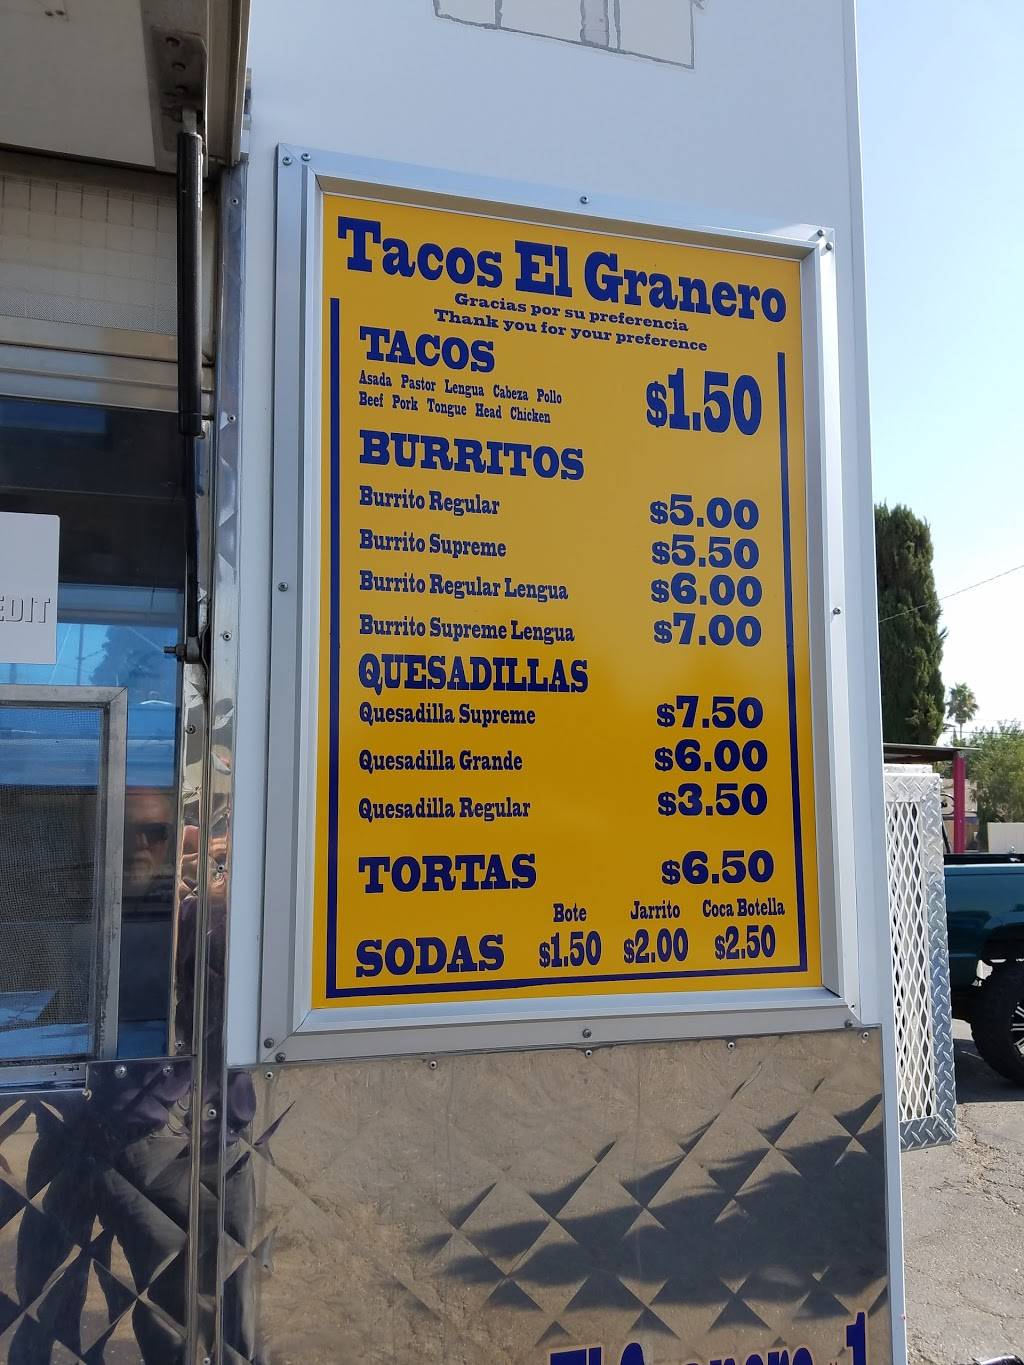 Tacos El Granero
Gracias por su preferencia
Thank you for your preference
TACOS
Asada Pastor Lengua Cabeza Pollo
Beef Pork Tongue Head Chicken
$1.50
BURRITOS
Burrito Regular $5.00
Burrito Supreme $5.50
Burrito Regular Lengua $6.00
Burrito Supreme Lengua $7.00
QUESADILLAS
Quesadilla Supreme $7.50
Quesadilla Grande $6.00
Quesadilla Regular $3.50
TORTAS $6.50
Bote Jarrito Coca Botella
SODAS $1.50 $2.00 $2.50